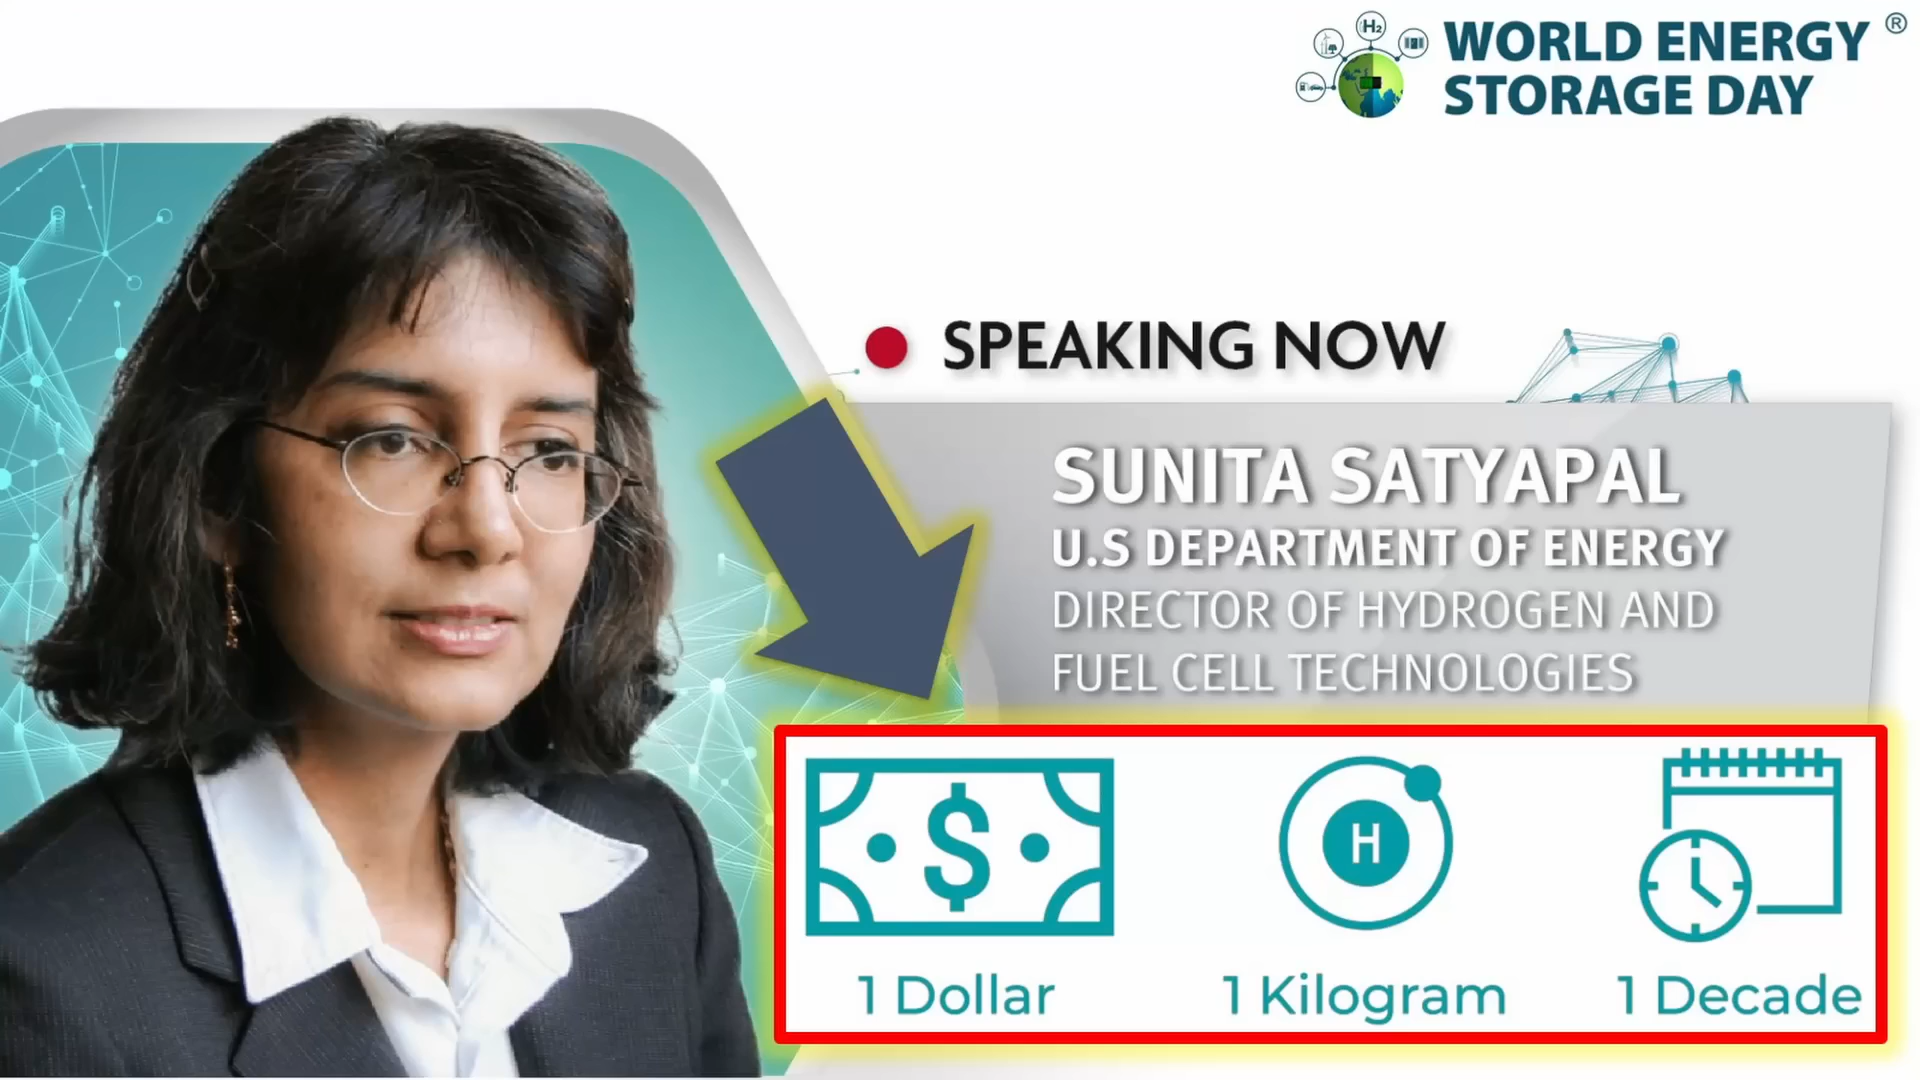 H2
WORLD ENERGY ®
STORAGE DAY
SPEAKING NOW
SUNITA SATYAPAL
U.S DEPARTMENT OF ENERGY
DIRECTOR OF HYDROGEN AND
FUEL CELL TECHNOLOGIES
$
H
1 Dollar
1 Kilogram
1 Decade